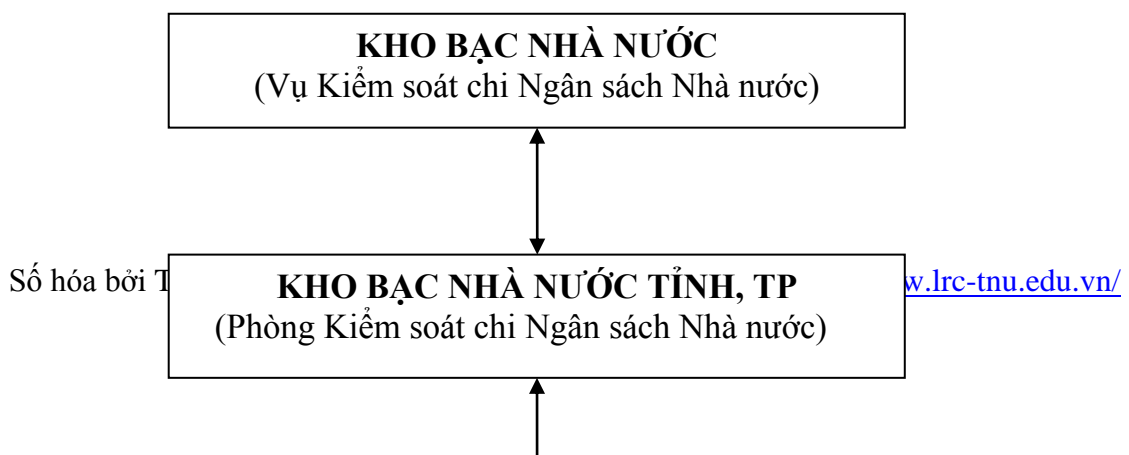 KHO BẠC NHÀ NƯỚC
(Vụ Kiểm soát chi Ngân sách Nhà nước)
Số hóa bởi T
KHO BẠC NHÀ NƯỚC TỈNH, TP
w.lrc-tnu.edu.vn/
(Phòng Kiểm soát chi Ngân sách Nhà nước)